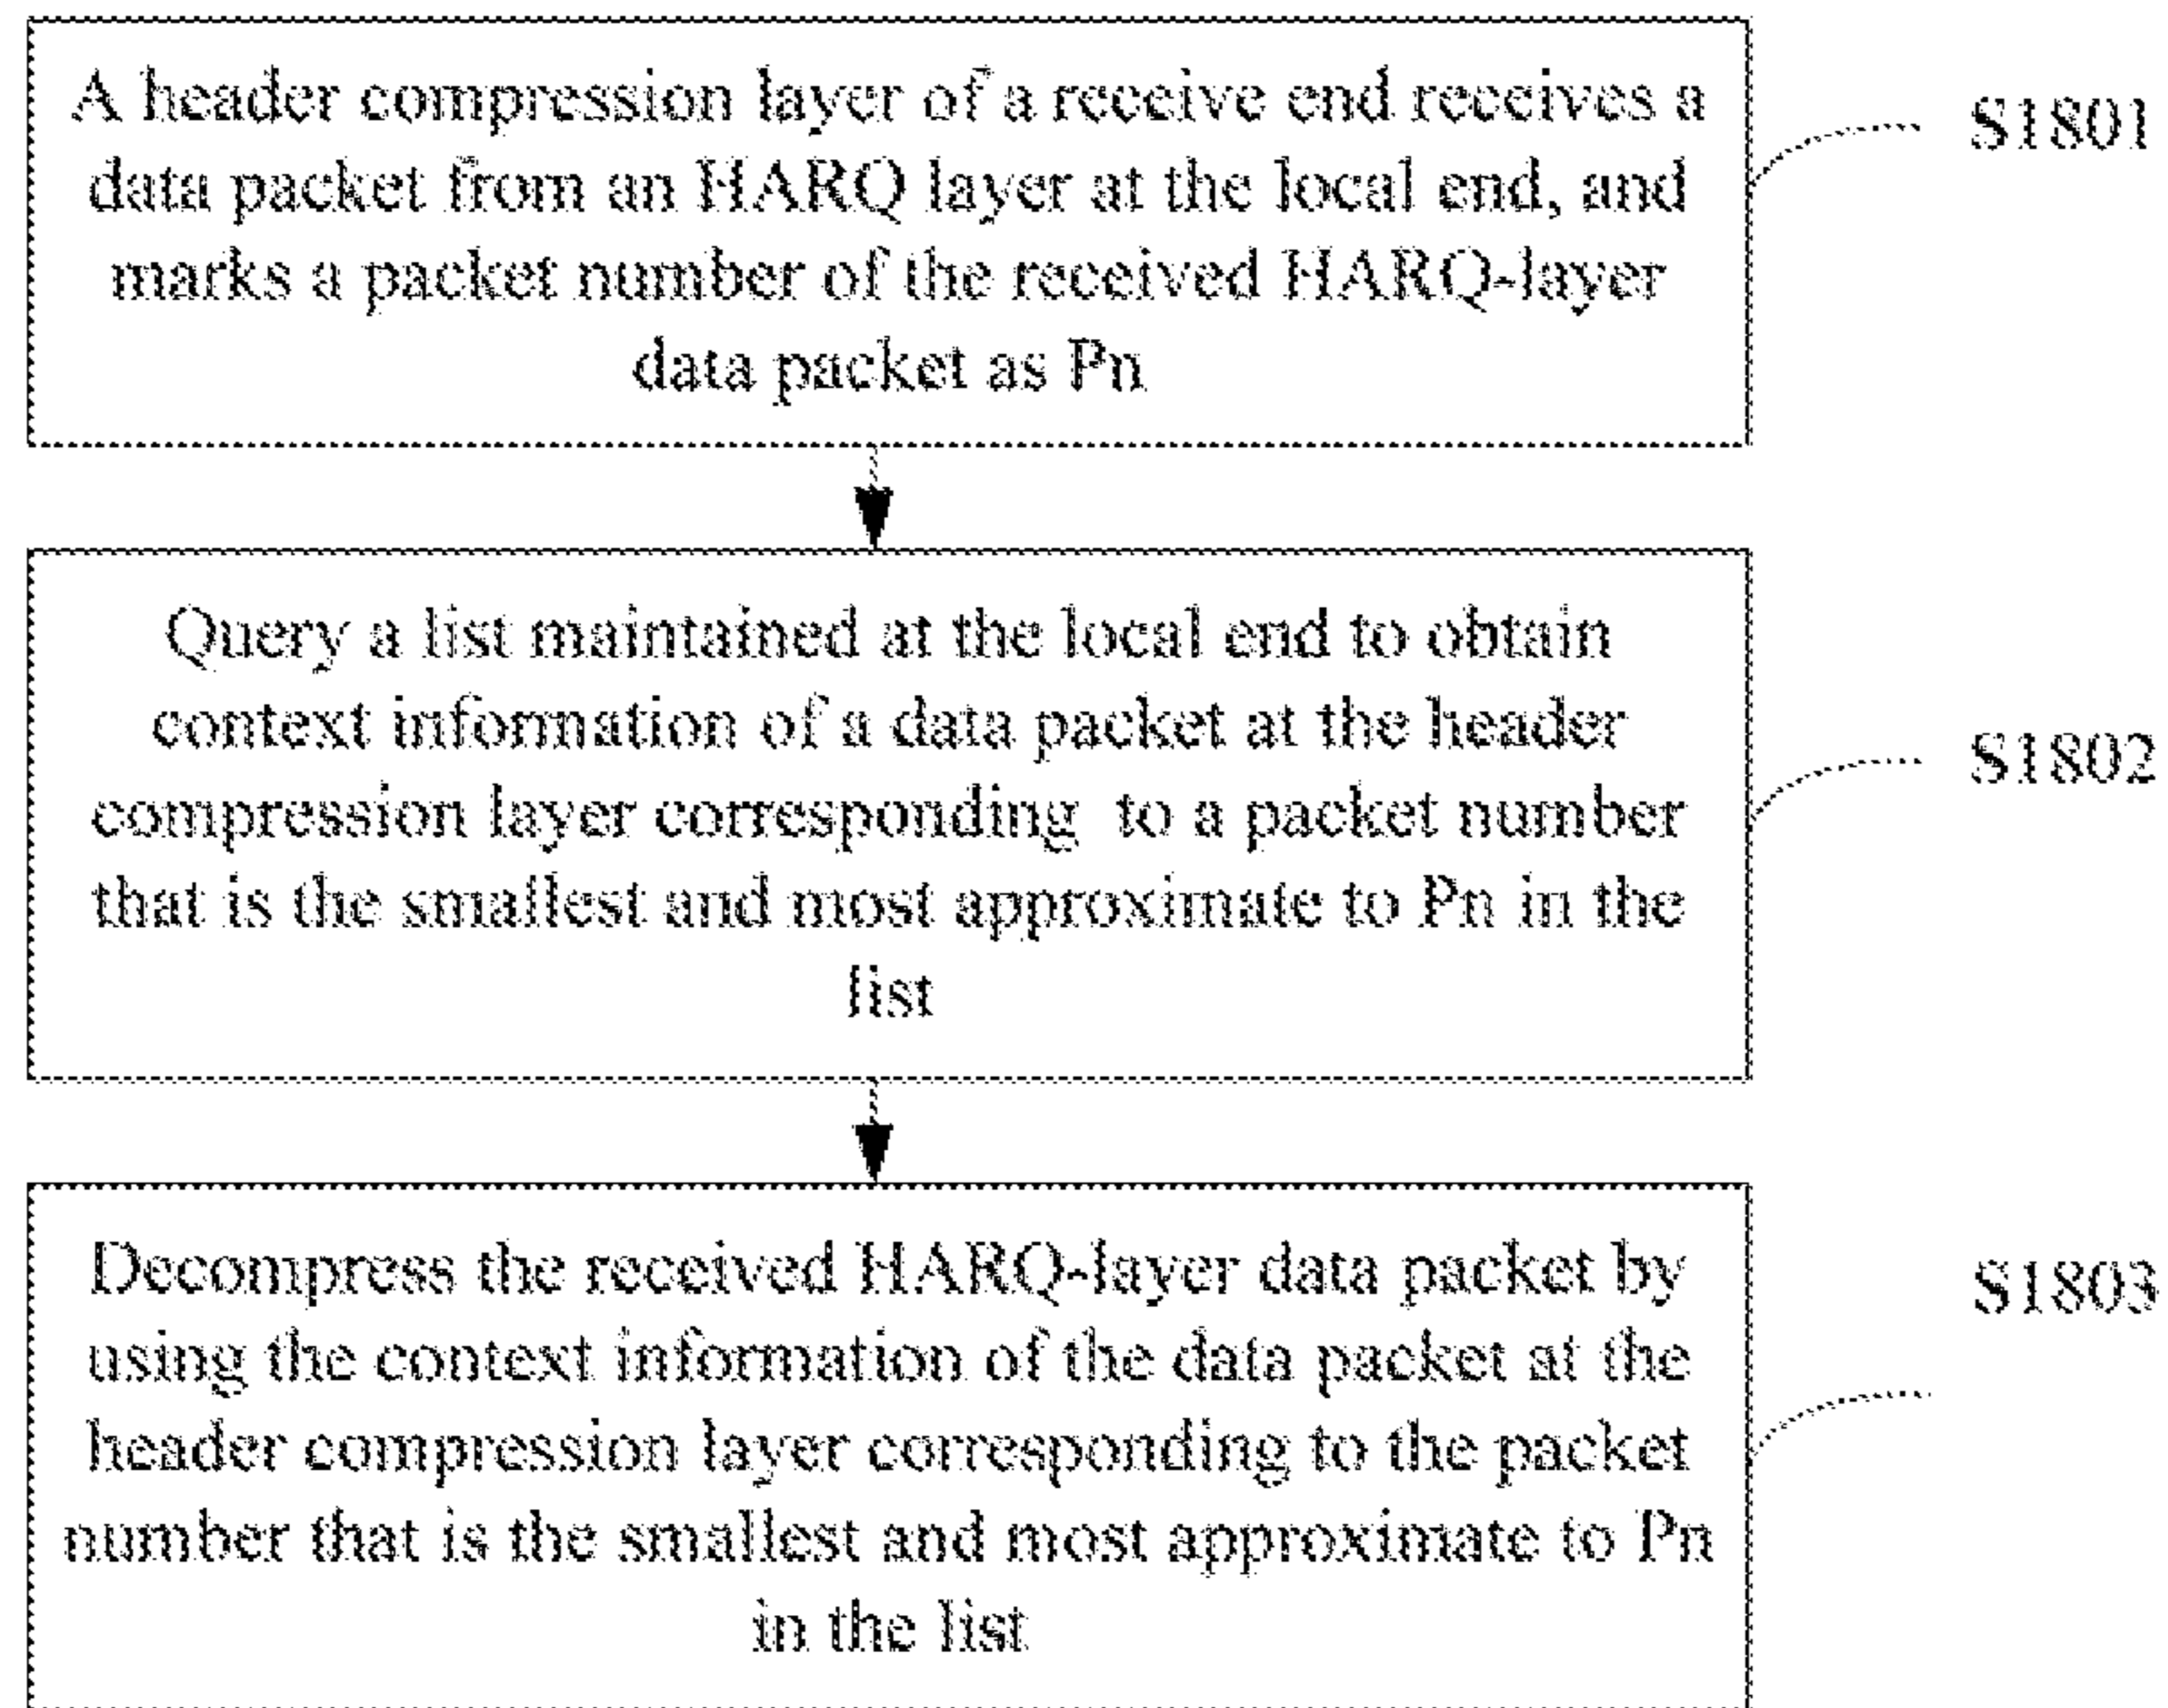 A header compression layer of a receive end receives a
data packet from an HARQ layer at the local end, and
marks a packet number of the received HARQ-layer
data packet as Pn
S1801
Query a list maintained at the local end to obtain
context information of a data packet at the header
compression layer corresponding to a packet number
that is the smallest and most approximate to Pn in the
list
S1802
Decompress the received HARQ-layer data packet by
using the context information of the data packet at the
header compression layer corresponding to the packet
number that is the smallest and most approximate to Pn
in the list
S1803